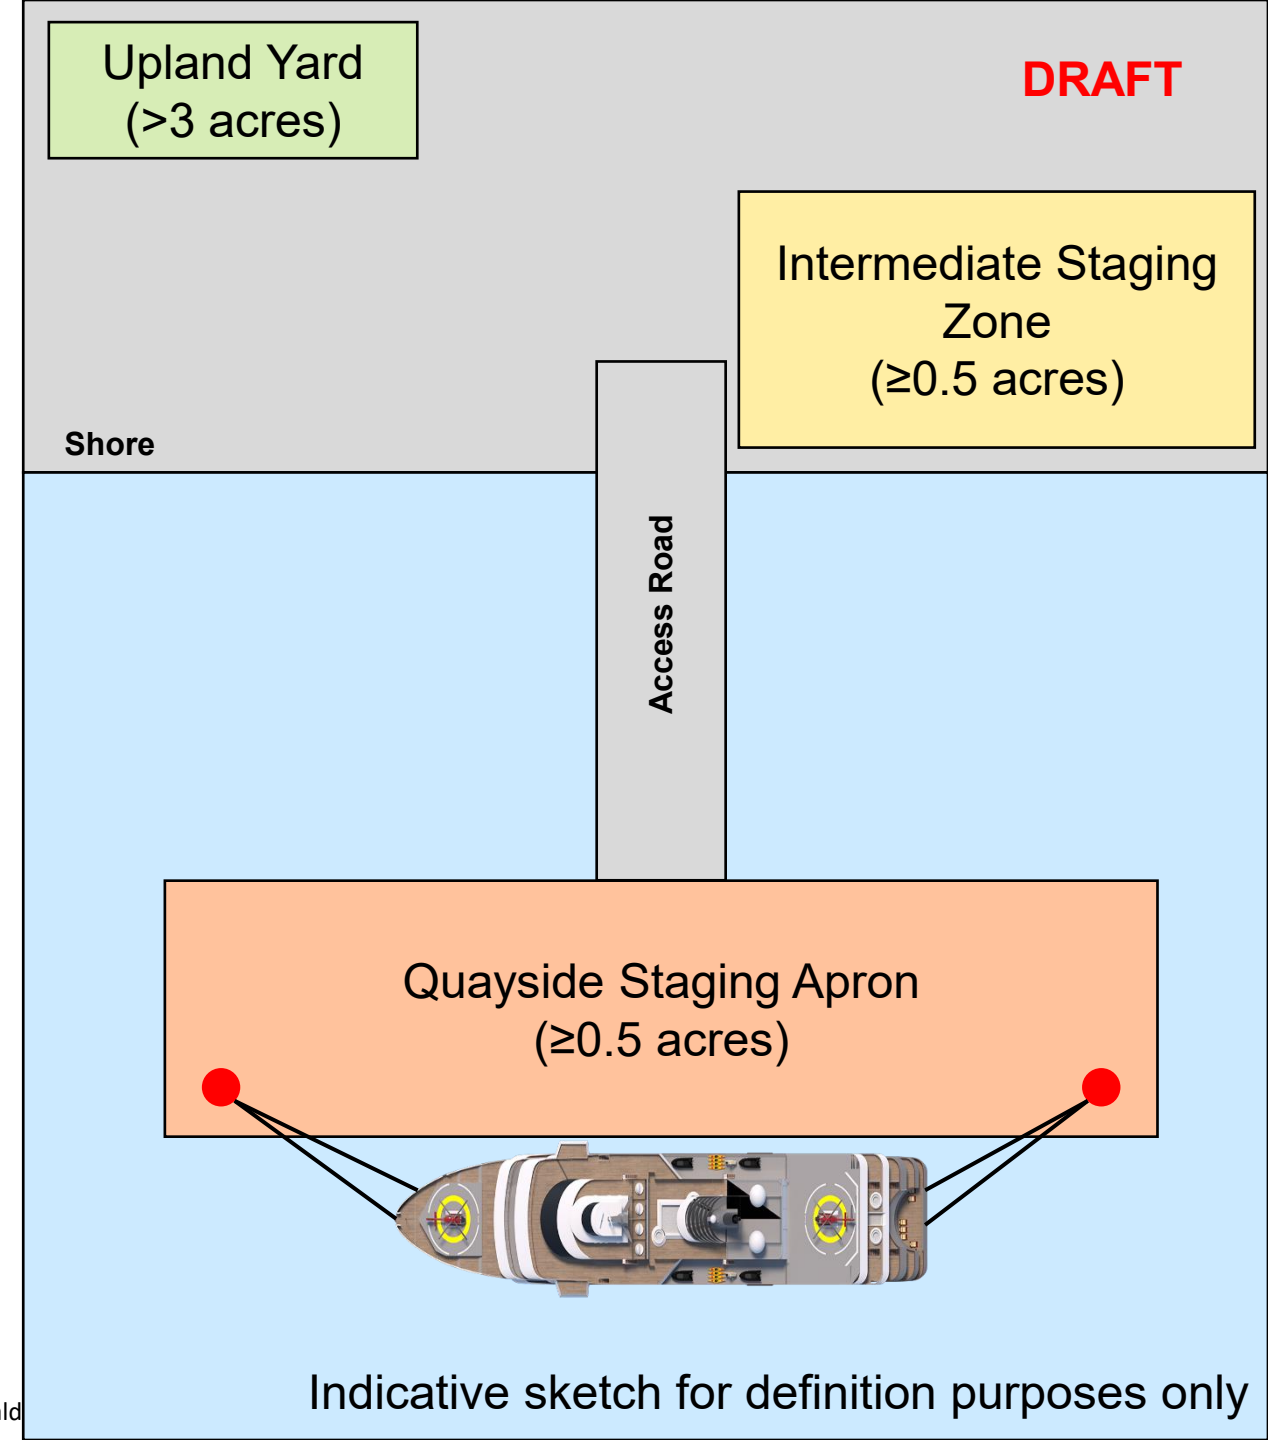 Upland Yard
(>3 acres)
DRAFT
Intermediate Staging
Zone
(≥0.5 acres)
Shore
Access Road
Quayside Staging Apron
(≥0.5 acres)
Indicative sketch for definition purposes only